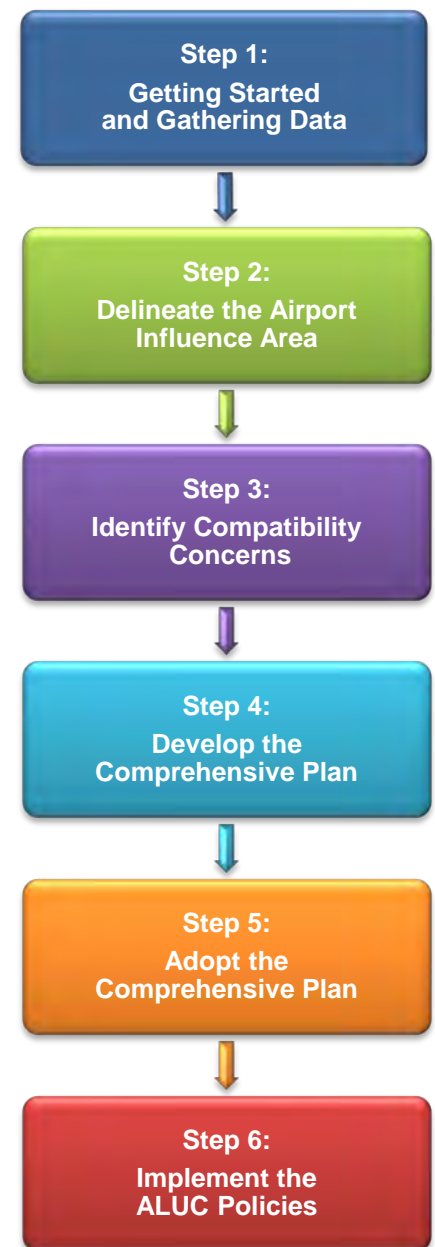 Step 1:
Getting Started
and Gathering Data
Step 2:
Delineate the Airport
Influence Area
Step 3:
Identify Compatibility
Concerns
Step 4:
Develop the
Comprehensive Plan
Step 5:
Adopt the
Comprehensive Plan
Step 6:
Implement the
ALUC Policies